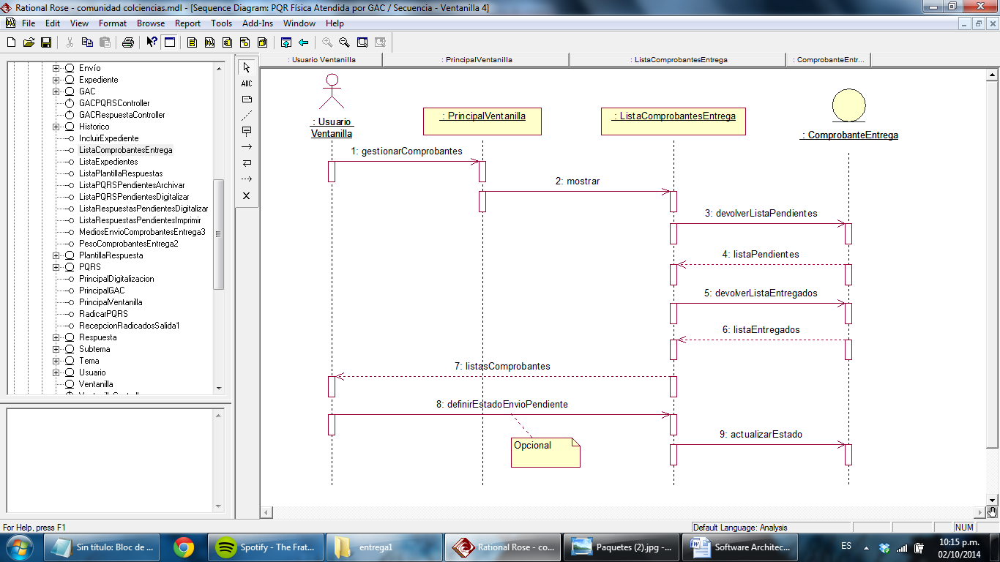 Rational Rose - comunidad colciencias.mdl - [Sequence Diagram: PQR Física Atendida por GAC / Secuencia - Ventanilla 4]
File Edit View Format Browse Report Tools Add-Ins Window Help
Envío
Expediente
GAC
GACPQRSController
GACRespuestaController
Historico
IncluirExpediente
ListaComprobantesEntrega
ListaExpedientes
ListaPlantillaRespuestas
ListaPQRSPendientesArchivar
ListaPQRSPendientesDigitalizar
ListaRespuestasPendientesDigitalizar
ListaRespuestasPendientesImprimir
MediosEnvioComprobantesEntrega3
PesoComprobantesEntrega2
PlantillaRespuesta
PQRS
PrincipalDigitalizacion
PrincipalGAC
PrincipalVentanilla
RadicarPQRS
RecepcionRadicadosSalida1
Respuesta
Subtema
Tema
Usuario
Ventanilla
ABC
: Usuario Ventanilla
: PrincipalVentanilla
: ListaComprobantesEntrega
: ComprobanteEntr...
: Usuario
Ventanilla
: PrincipalVentanilla
: ListaComprobantesEntrega
: ComprobanteEntrega
1: gestionarComprobantes
2: mostrar
3: devolverListaPendientes
4: listaPendientes
5: devolverListaEntregados
6: listaEntregados
7: listasComprobantes
8: definirEstadoEnvioPendiente
Opcional
9: actualizarEstado
For Help, press F1
Default Language: Analysis
NUM
Sin título: Bloc de ...
Spotify - The Frat...
entrega1
Rational Rose - co...
Paquetes (2).jpg -...
Software Architec...
ES
10:15 p.m.
02/10/2014